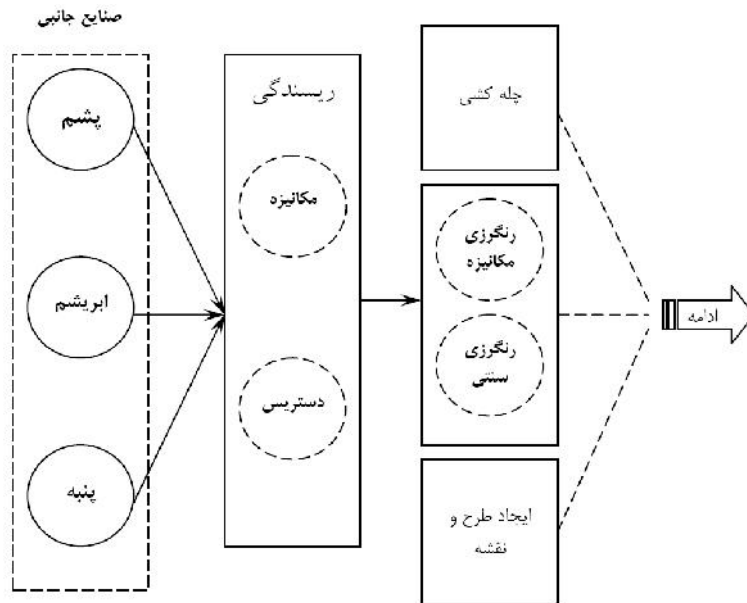 صنایع جانبی
پشم
ابریشم
پنبه
ریسندگی
مکانیزه
دستریس
چله کشی
رنگرزی
مکانیزه
رنگرزی
سنتی
ایجاد طرح و
نقشه
ادامه